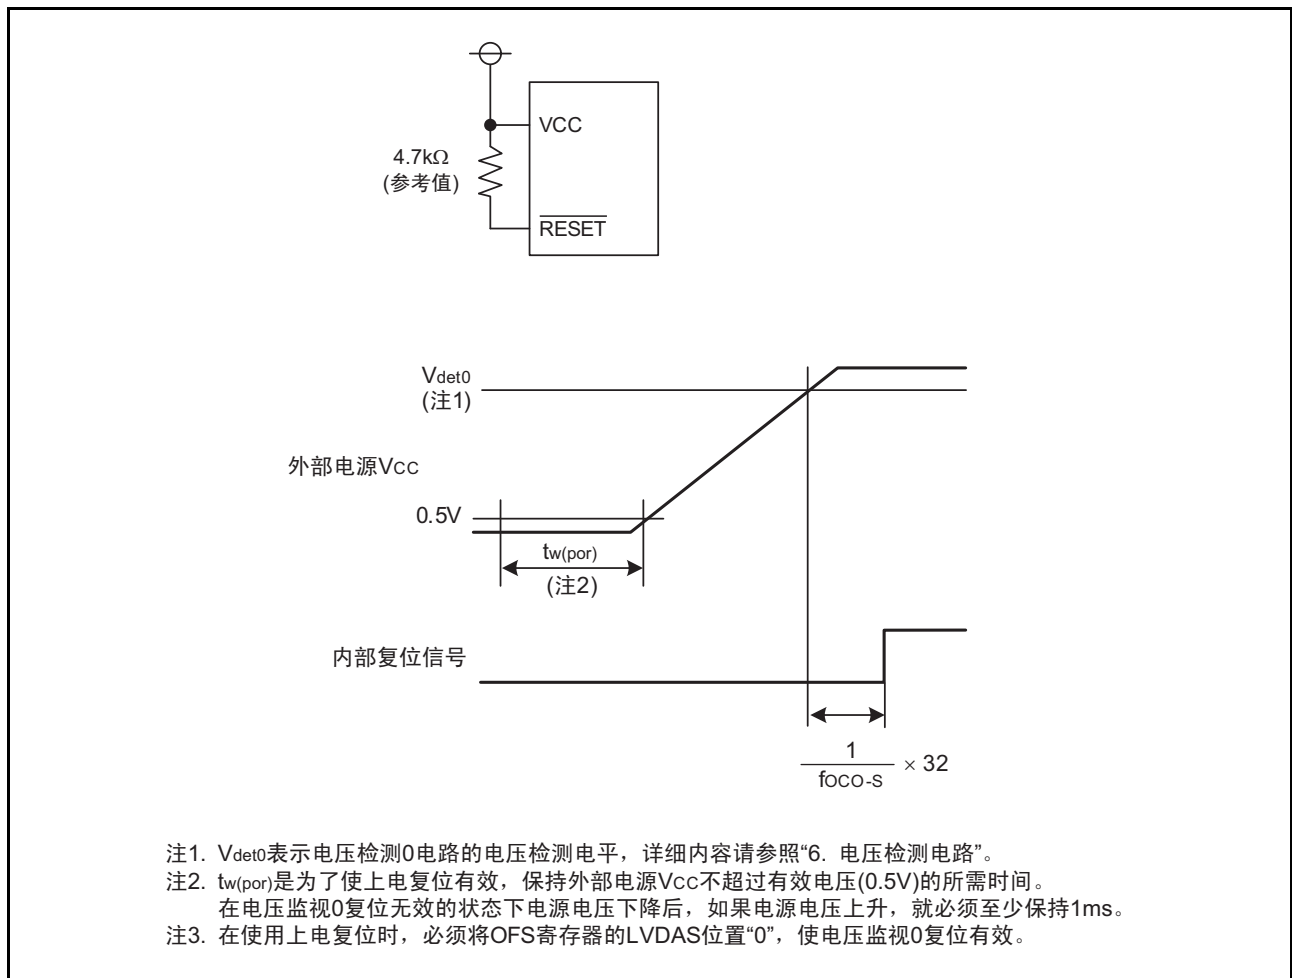 VCC
4.7kΩ
(参考值)
RESET
Vdet0
(注1)
外部电源VCC
0.5V
tw(por)
(注2)
内部复位信号
1
fOCO-S
× 32
注1. Vdet0表示电压检测0电路的电压检测电平，详细内容请参照“6. 电压检测电路”。
注2. tw(por)是为了使上电复位有效，保持外部电源VCC不超过有效电压(0.5V)的所需时间。
在电压监视0复位无效的状态下电源电压下降后，如果电源电压上升，就必须至少保持1ms。
注3. 在使用上电复位时，必须将OFS寄存器的LVDAS位置“0”，使电压监视0复位有效。